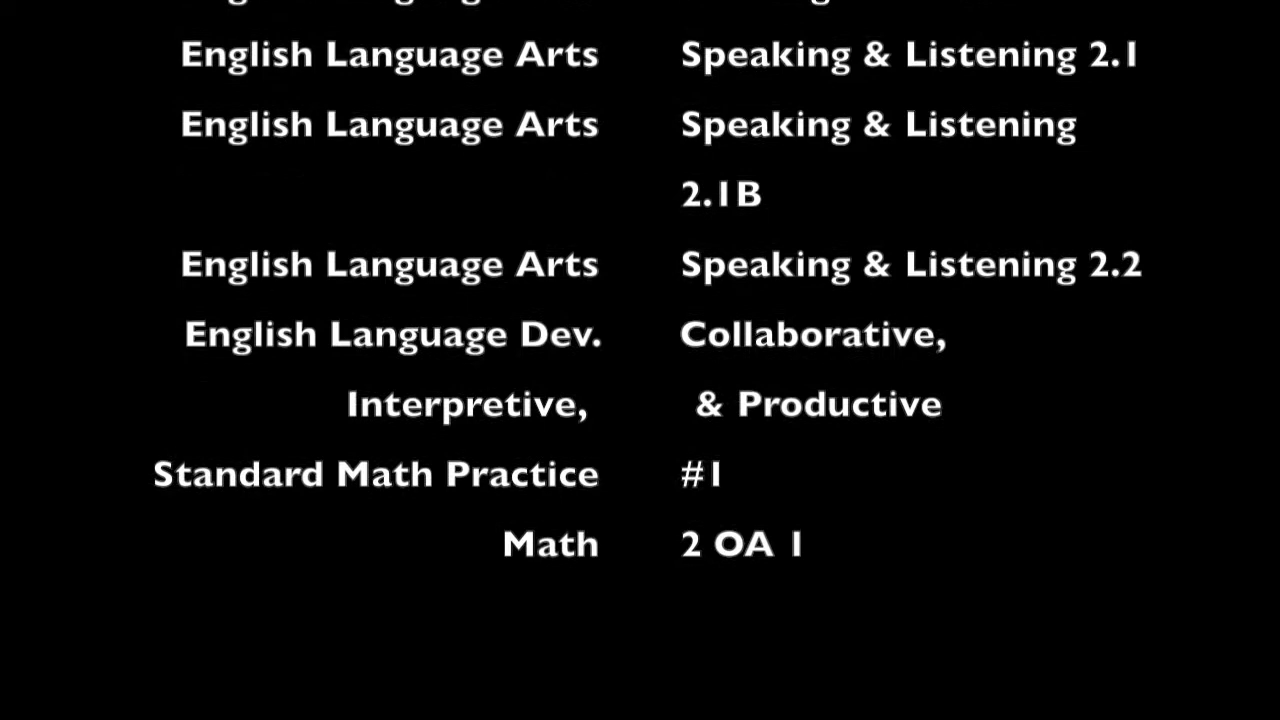 English Language Arts Speaking & Listening 2.1
English Language Arts Speaking & Listening
2.1B
English Language Arts Speaking & Listening 2.2
English Language Dev. Collaborative,
Interpretive, & Productive
Standard Math Practice #1
Math 2 OA 1